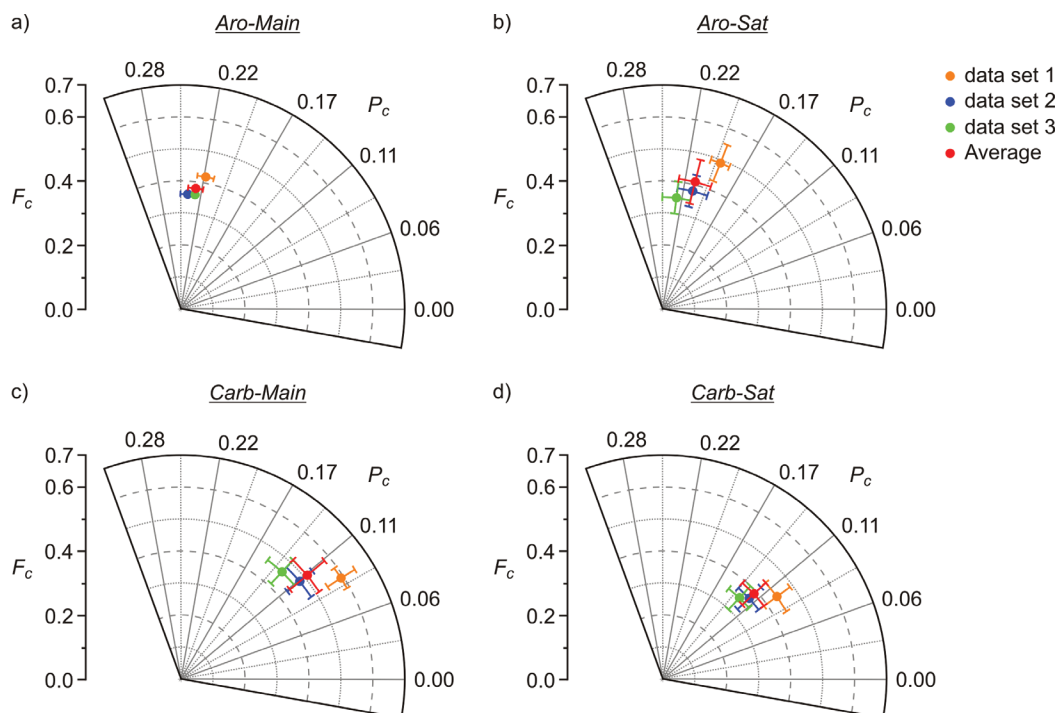 a)
Aro-Main
0.28
0.22
0.17
0.11
0.06
0.00
P_c
0.7
0.6
0.4
0.2
0.0
F_c
b)
Aro-Sat
0.28
0.22
0.17
0.11
0.06
0.00
P_c
0.7
0.6
0.4
0.2
0.0
F_c
data set 1
data set 2
data set 3
Average
c)
Carb-Main
0.28
0.22
0.17
0.11
0.06
0.00
P_c
0.7
0.6
0.4
0.2
0.0
F_c
d)
Carb-Sat
0.28
0.22
0.17
0.11
0.06
0.00
P_c
0.7
0.6
0.4
0.2
0.0
F_c